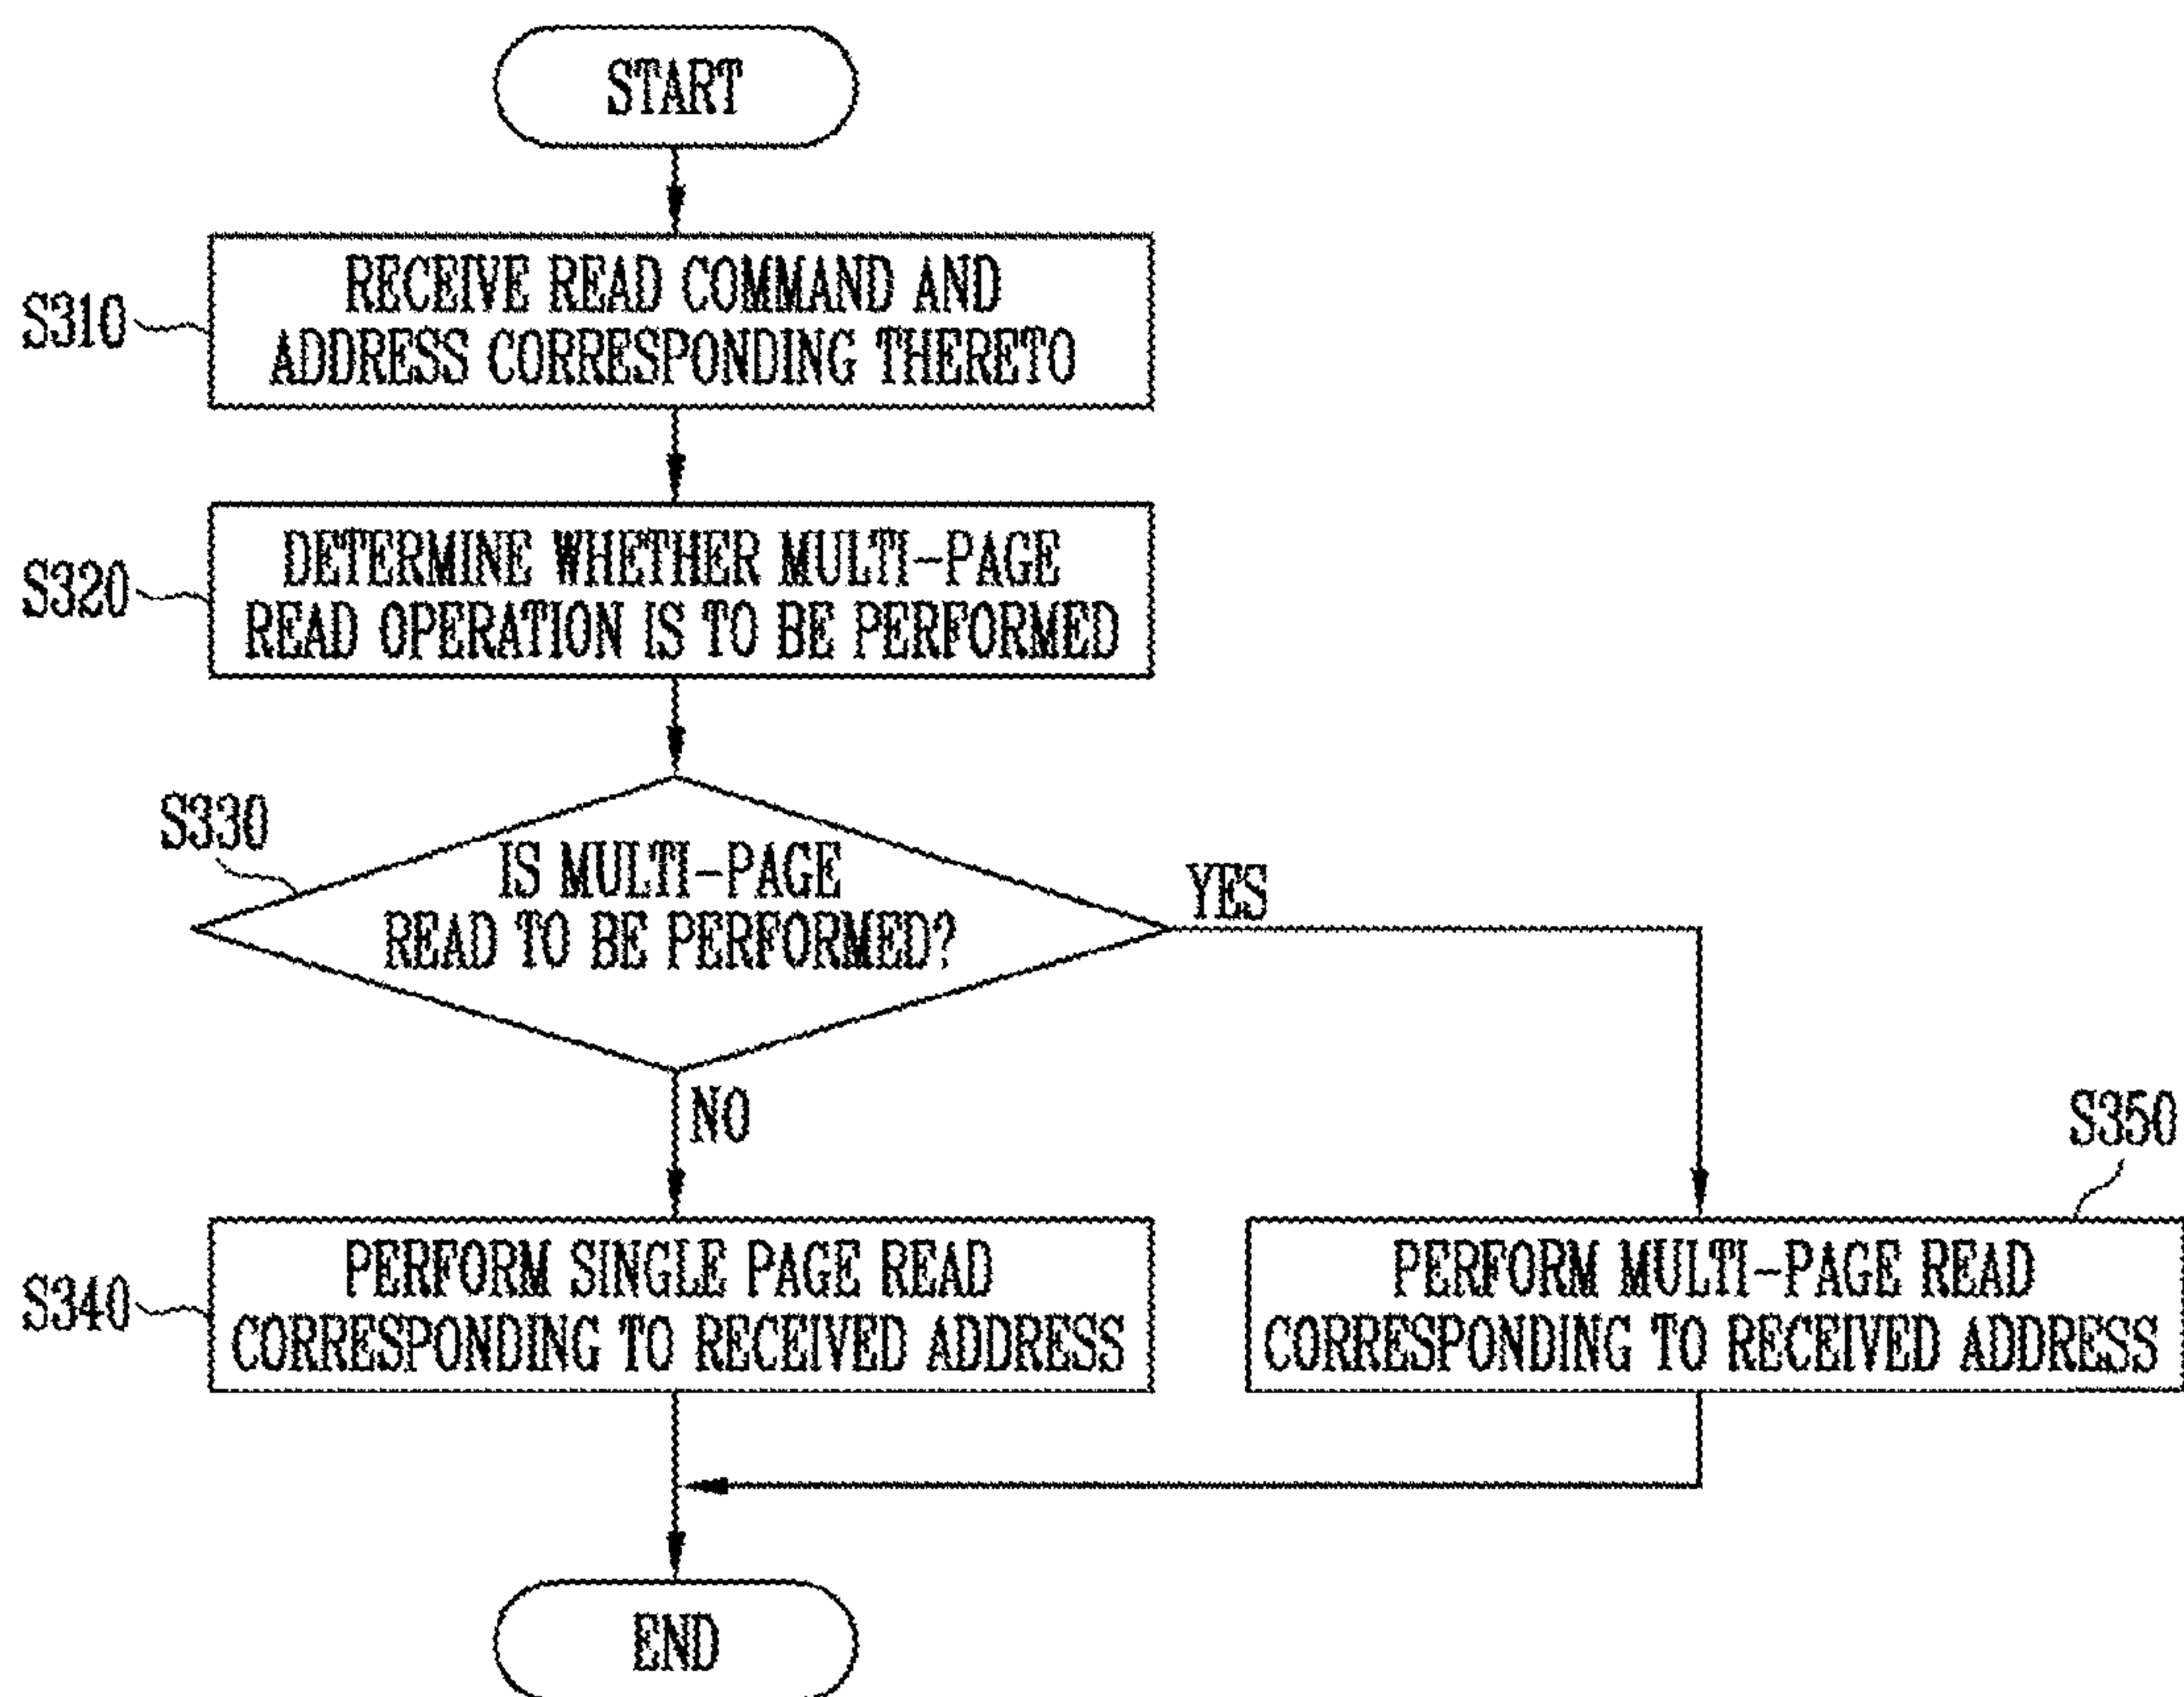 START
S310
RECEIVE READ COMMAND AND
ADDRESS CORRESPONDING THERETO
S320
DETERMINE WHETHER MULTI-PAGE
READ OPERATION IS TO BE PERFORMED
S330
IS MULTI-PAGE
READ TO BE PERFORMED?
YES
NO
S340
PERFORM SINGLE PAGE READ
CORRESPONDING TO RECEIVED ADDRESS
S350
PERFORM MULTI-PAGE READ
CORRESPONDING TO RECEIVED ADDRESS
END